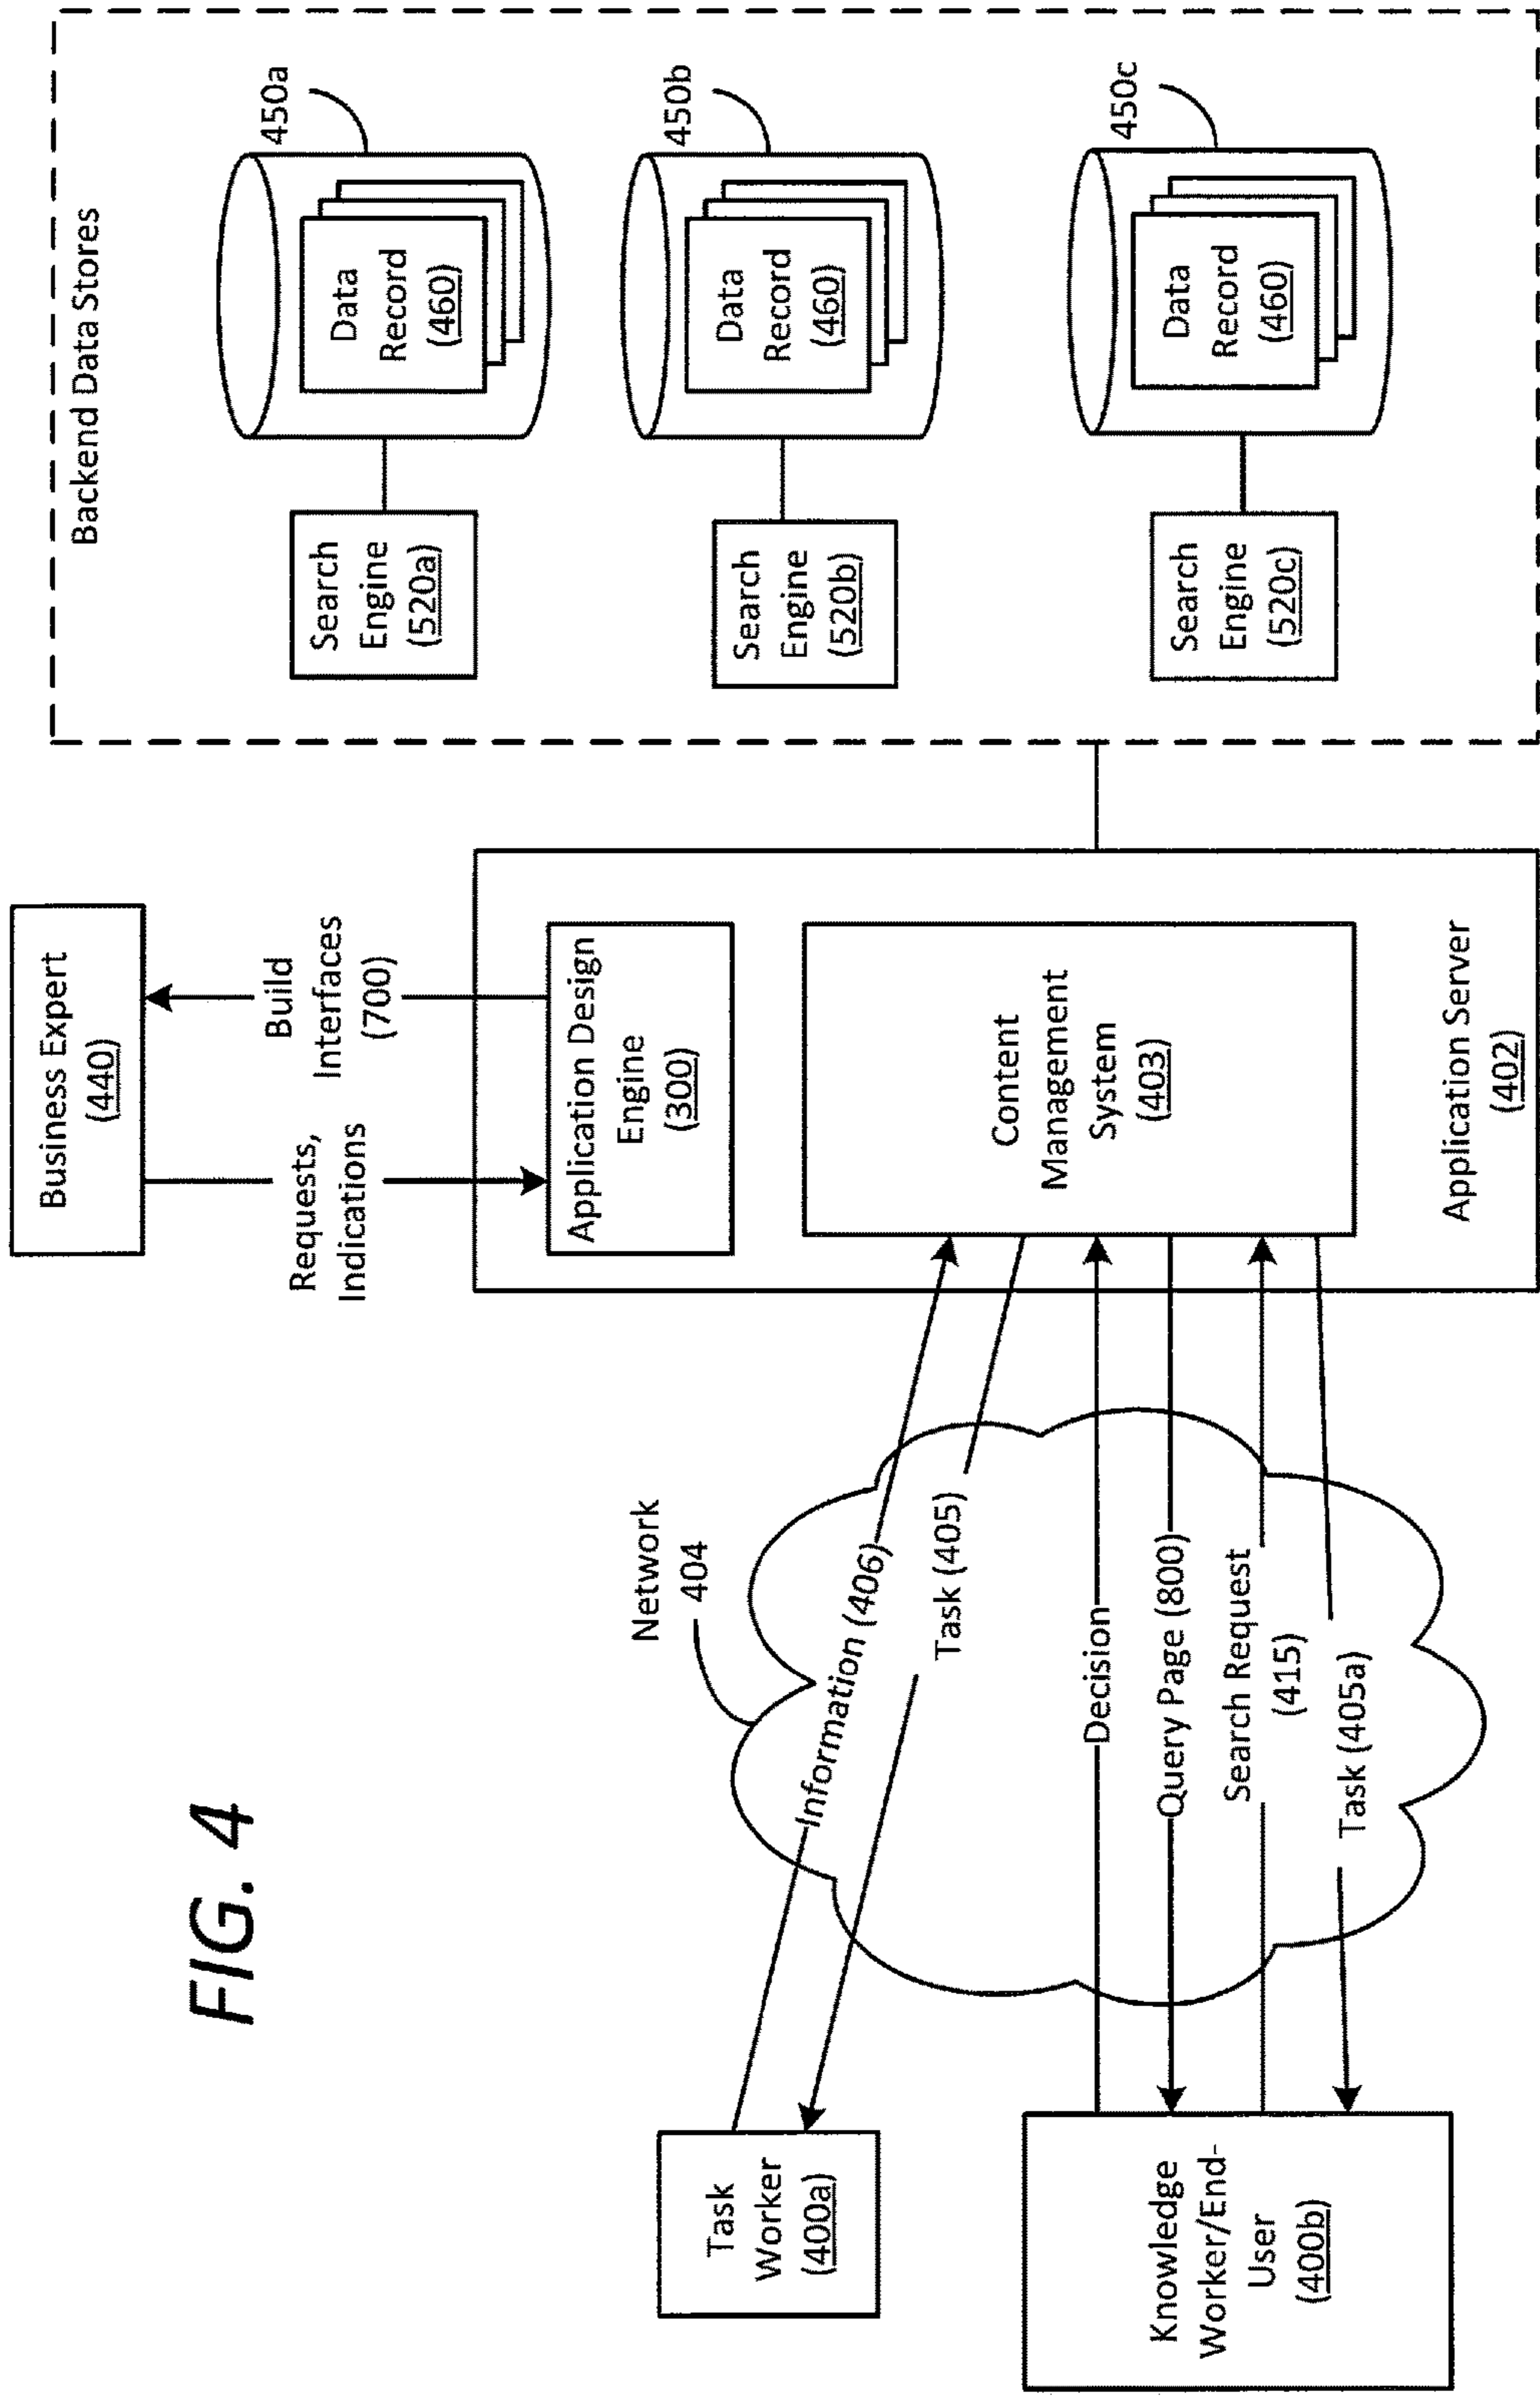 FIG. 4
Business Expert
(440)
Requests,
Indications
Build
Interfaces
(700)
Network
404
Task
Worker
(400a)
Information (406)
Task (405)
Knowledge
Worker/End-
User
(400b)
Decision
Query Page (800)
Search Request
(415)
Task (405a)
Application Design
Engine
(300)
Content
Management
System
(403)
Application Server
(402)
Backend Data Stores
Search
Engine
(520a)
Data
Record
(460)
450a
Search
Engine
(520b)
Data
Record
(460)
450b
Search
Engine
(520c)
Data
Record
(460)
450c